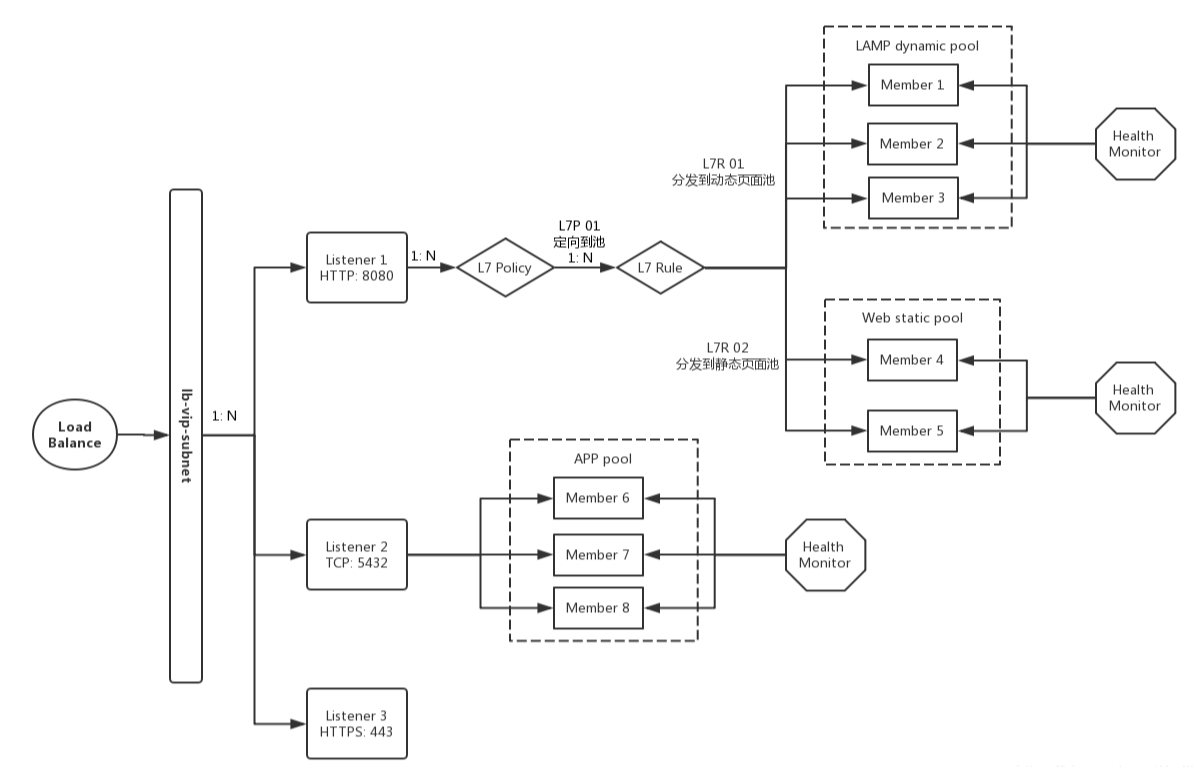 LAMP dynamic pool
Member 1
Member 2
Member 3
Health
Monitor
L7R 01
分发到动态页面池
L7P 01
定向到池
1: N
Listener 1
HTTP: 8080
1: N
L7 Policy
L7 Rule
Web static pool
L7R 02
分发到静态页面池
Member 4
Member 5
Health
Monitor
Load
Balance
lb-vip-subnet
1: N
APP pool
Member 6
Member 7
Member 8
Health
Monitor
Listener 2
TCP: 5432
Listener 3
HTTPS: 443